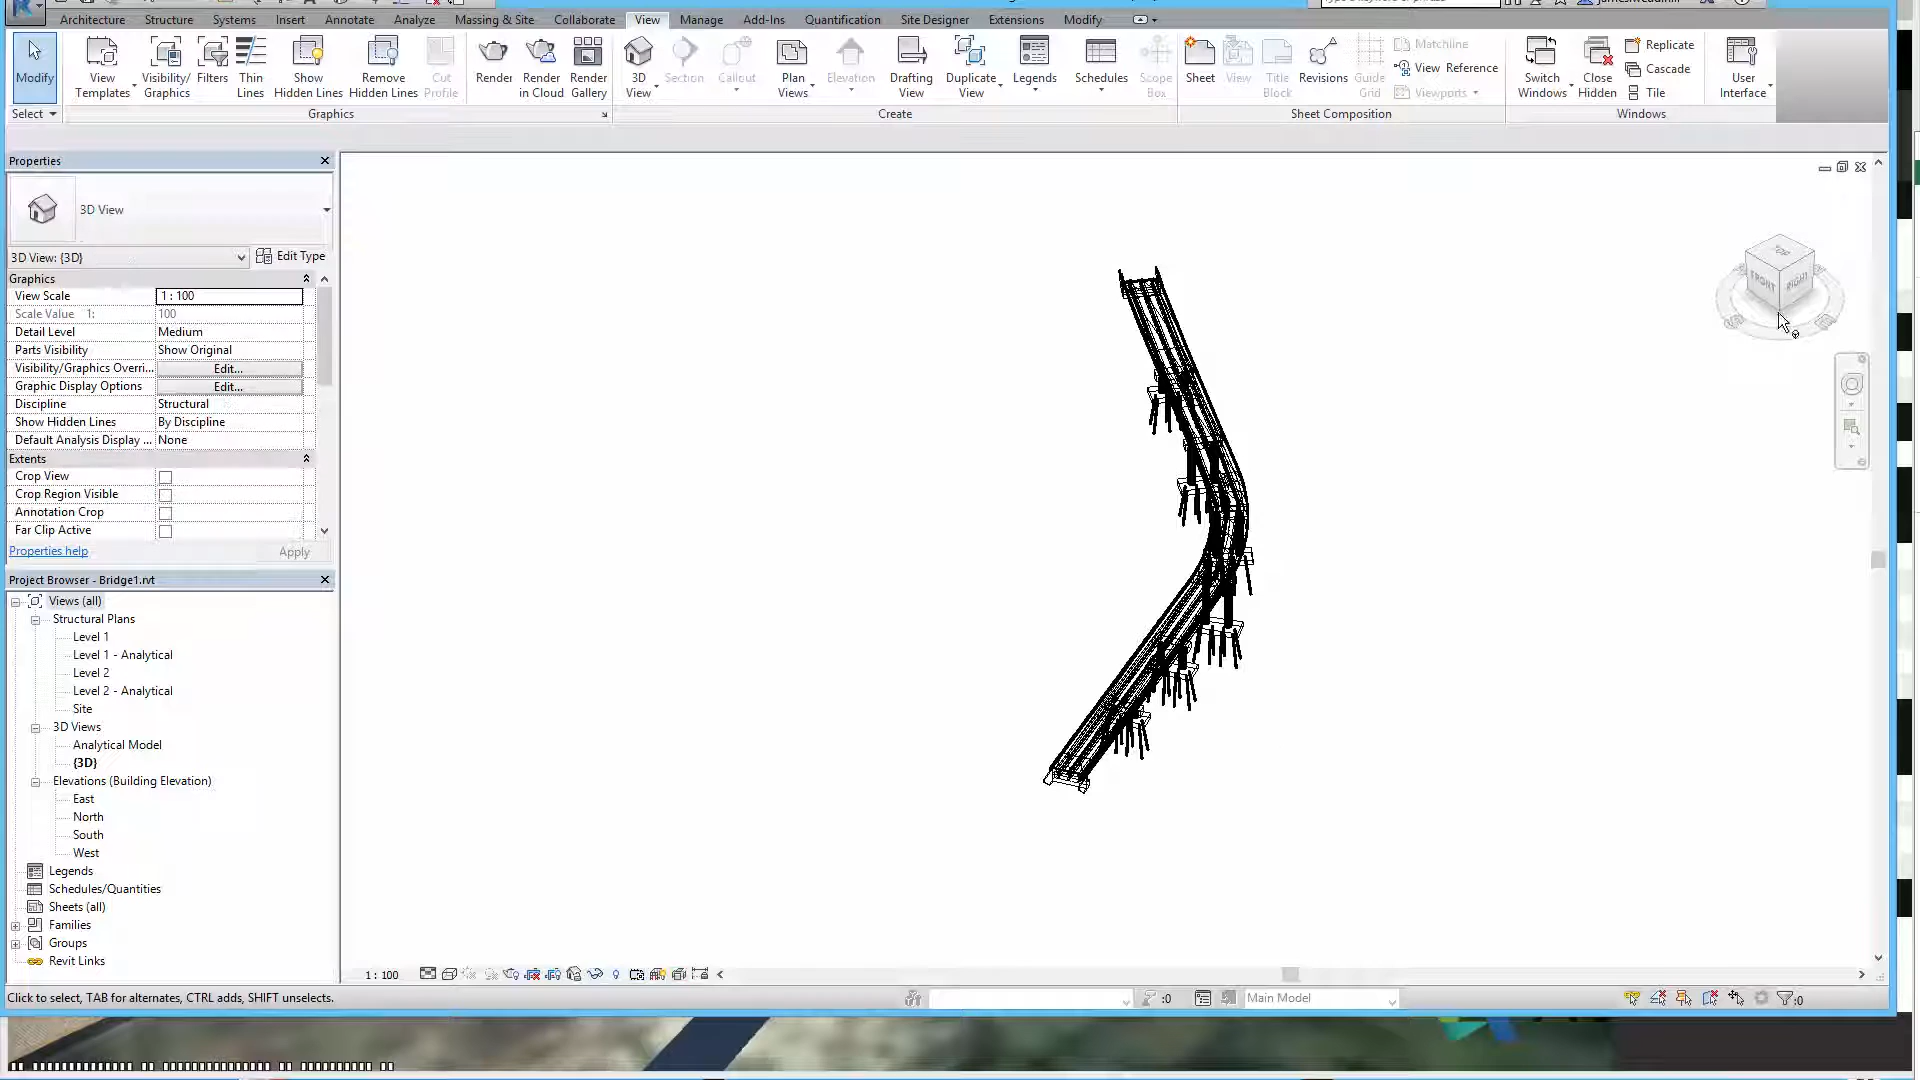 Architecture Structure Systems Insert Annotate Analyze Massing & Site Collaborate View Manage Add-Ins Quantification Site Designer Extensions Modify
Modify
View Templates
Visibility/ Graphics
Filters
Thin Lines
Show Hidden Lines
Remove Hidden Lines
Cut Profile
Render
Render in Cloud
Render Gallery
3D View
Section
Callout
Plan Views
Elevation
Drafting View
Duplicate View
Legends
Schedules
Scope Box
Sheet
View
Title Block
Revisions
Guide Grid
Matchline
View Reference
Viewports
Switch Windows
Close Hidden
Replicate
Cascade
Tile
User Interface
Select Graphics Create Sheet Composition Windows
Properties
3D View
3D View: {3D} Edit Type
Graphics
View Scale 1 : 100
Scale Value 1: 100
Detail Level Medium
Parts Visibility Show Original
Visibility/Graphics Overri... Edit...
Graphic Display Options Edit...
Discipline Structural
Show Hidden Lines By Discipline
Default Analysis Display ... None
Extents
Crop View
Crop Region Visible
Annotation Crop
Far Clip Active
Properties help Apply
Project Browser - Bridge1.rvt
Views (all)
Structural Plans
Level 1
Level 1 - Analytical
Level 2
Level 2 - Analytical
Site
3D Views
Analytical Model
{3D}
Elevations (Building Elevation)
East
North
South
West
Legends
Schedules/Quantities
Sheets (all)
Families
Groups
Revit Links
TOP
FRONT
RIGHT
1 : 100
Click to select, TAB for alternates, CTRL adds, SHIFT unselects.
:0
Main Model
:0